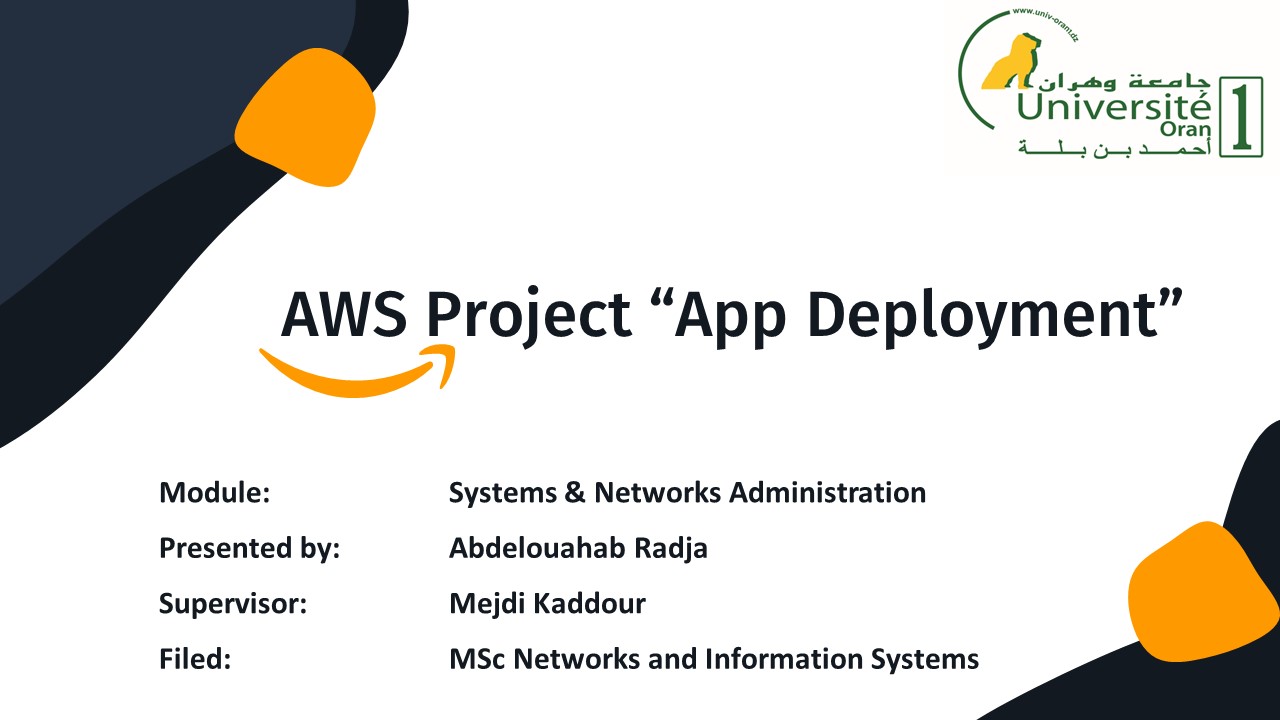 www.univ-oran1.dz
جامعة وهران
Université
Oran
1
أحمد بن بلة
AWS Project “App Deployment”
Module: Systems & Networks Administration
Presented by: Abdelouahab Radja
Supervisor: Mejdi Kaddour
Filed: MSc Networks and Information Systems